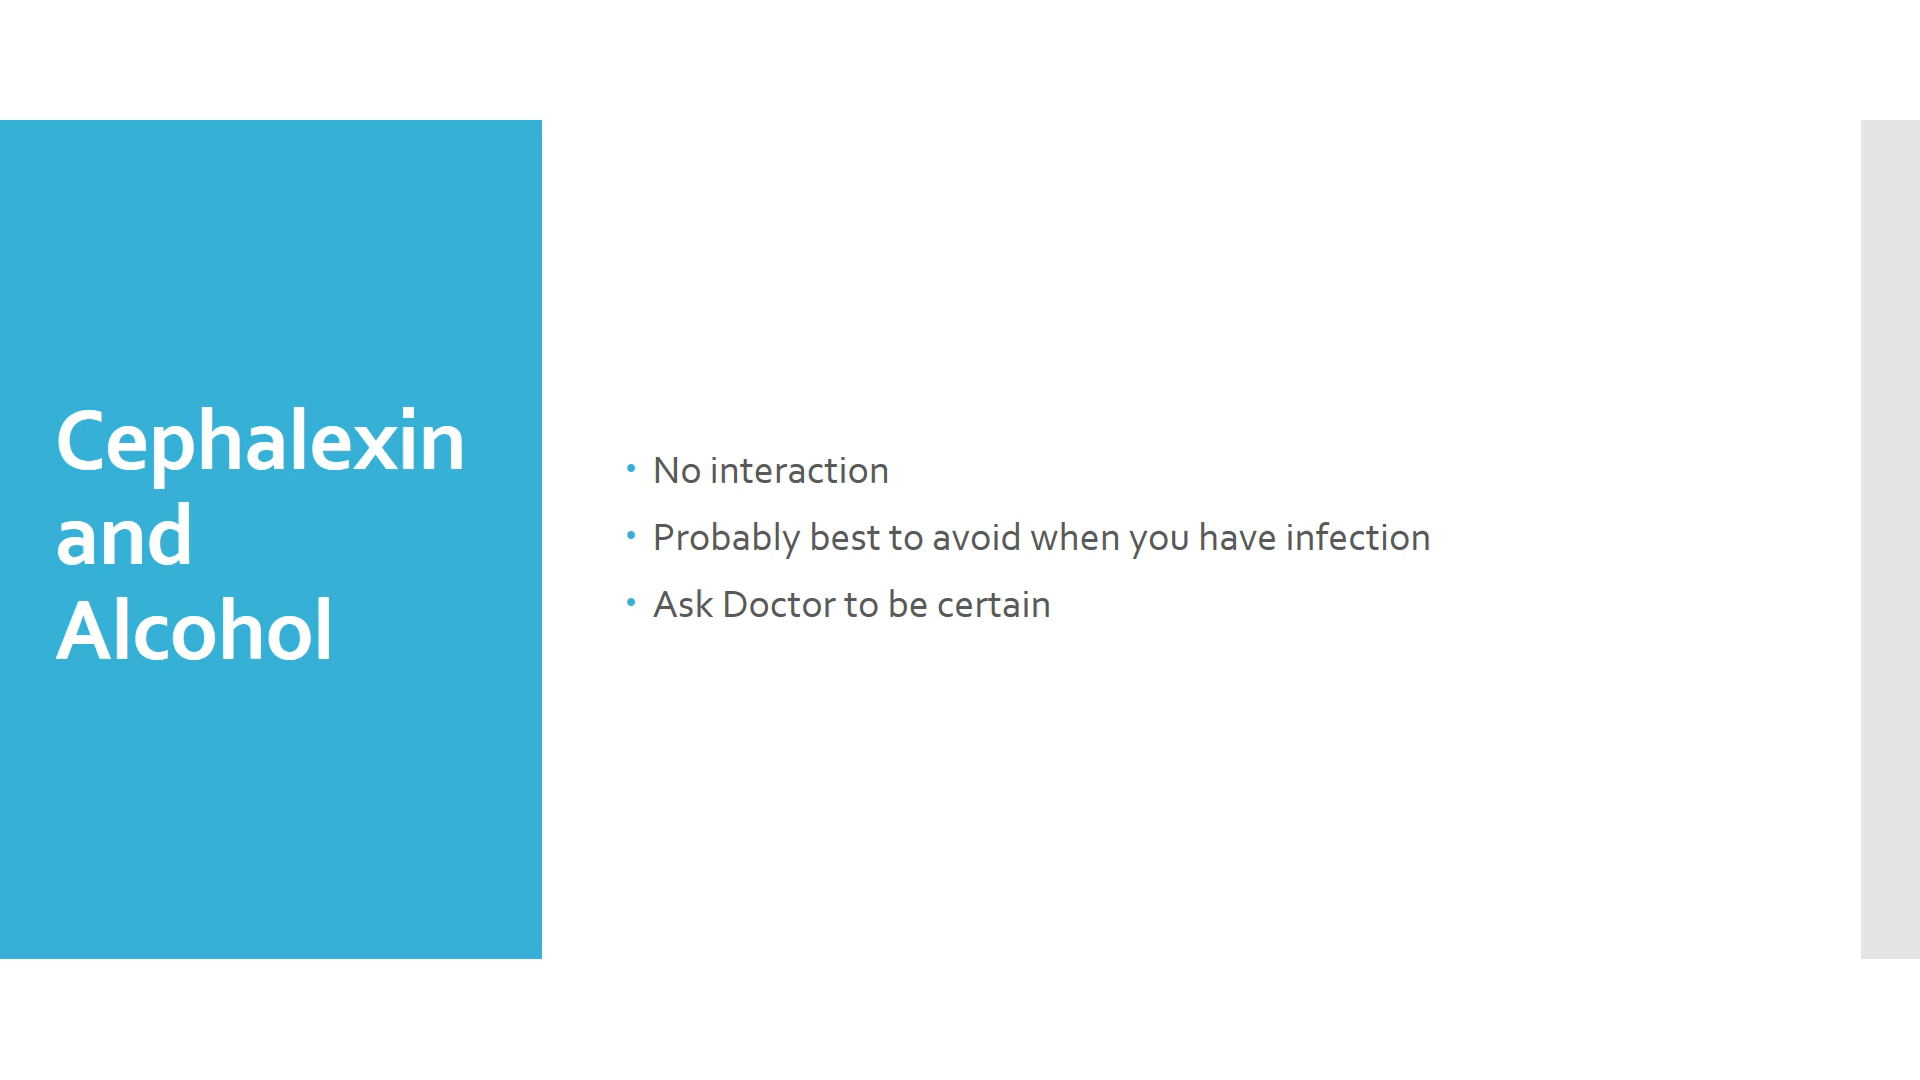 Cephalexin
and
Alcohol
• No interaction
• Probably best to avoid when you have infection
• Ask Doctor to be certain